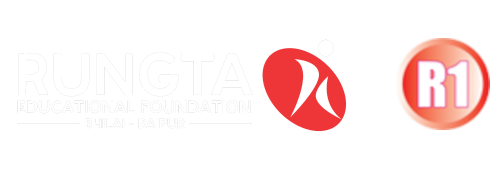 RUNGTA
EDUCATIONAL FOUNDATION
BHILAI - RAIPUR
R1